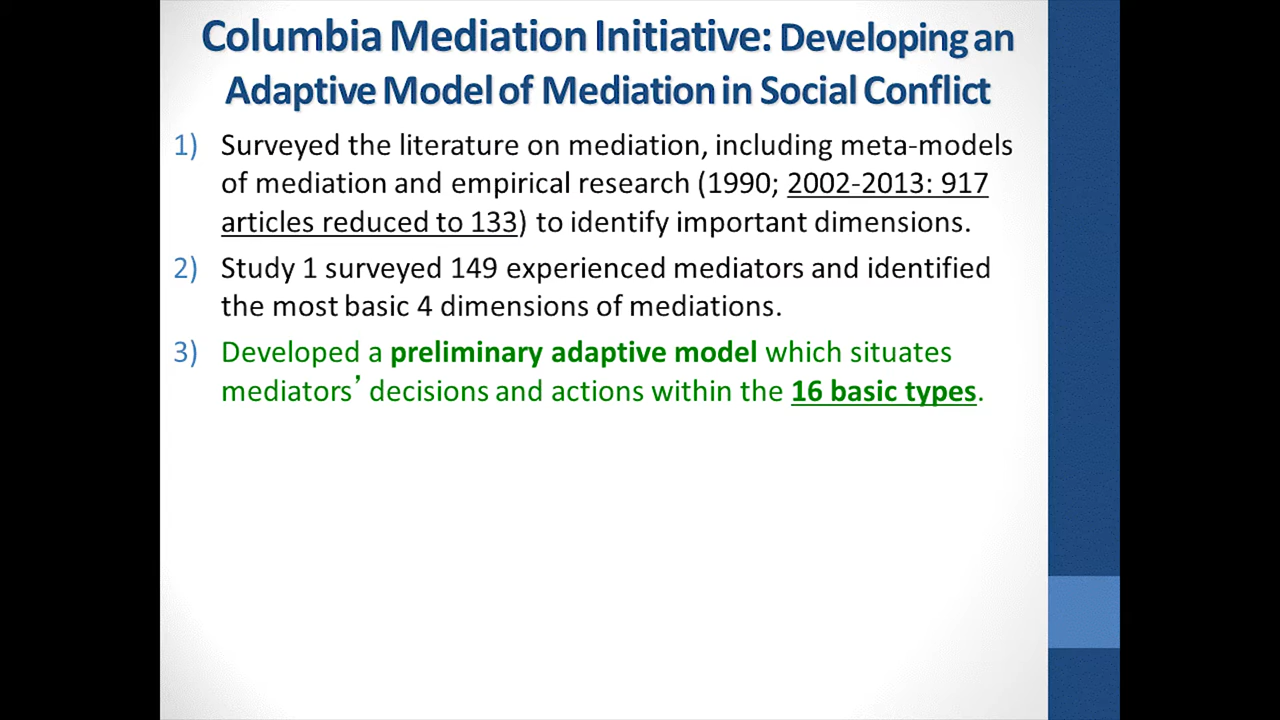 Columbia Mediation Initiative: Developing an
Adaptive Model of Mediation in Social Conflict
1) Surveyed the literature on mediation, including meta-models
of mediation and empirical research (1990; 2002-2013: 917
articles reduced to 133) to identify important dimensions.
2) Study 1 surveyed 149 experienced mediators and identified
the most basic 4 dimensions of mediations.
3) Developed a preliminary adaptive model which situates
mediators’ decisions and actions within the 16 basic types.